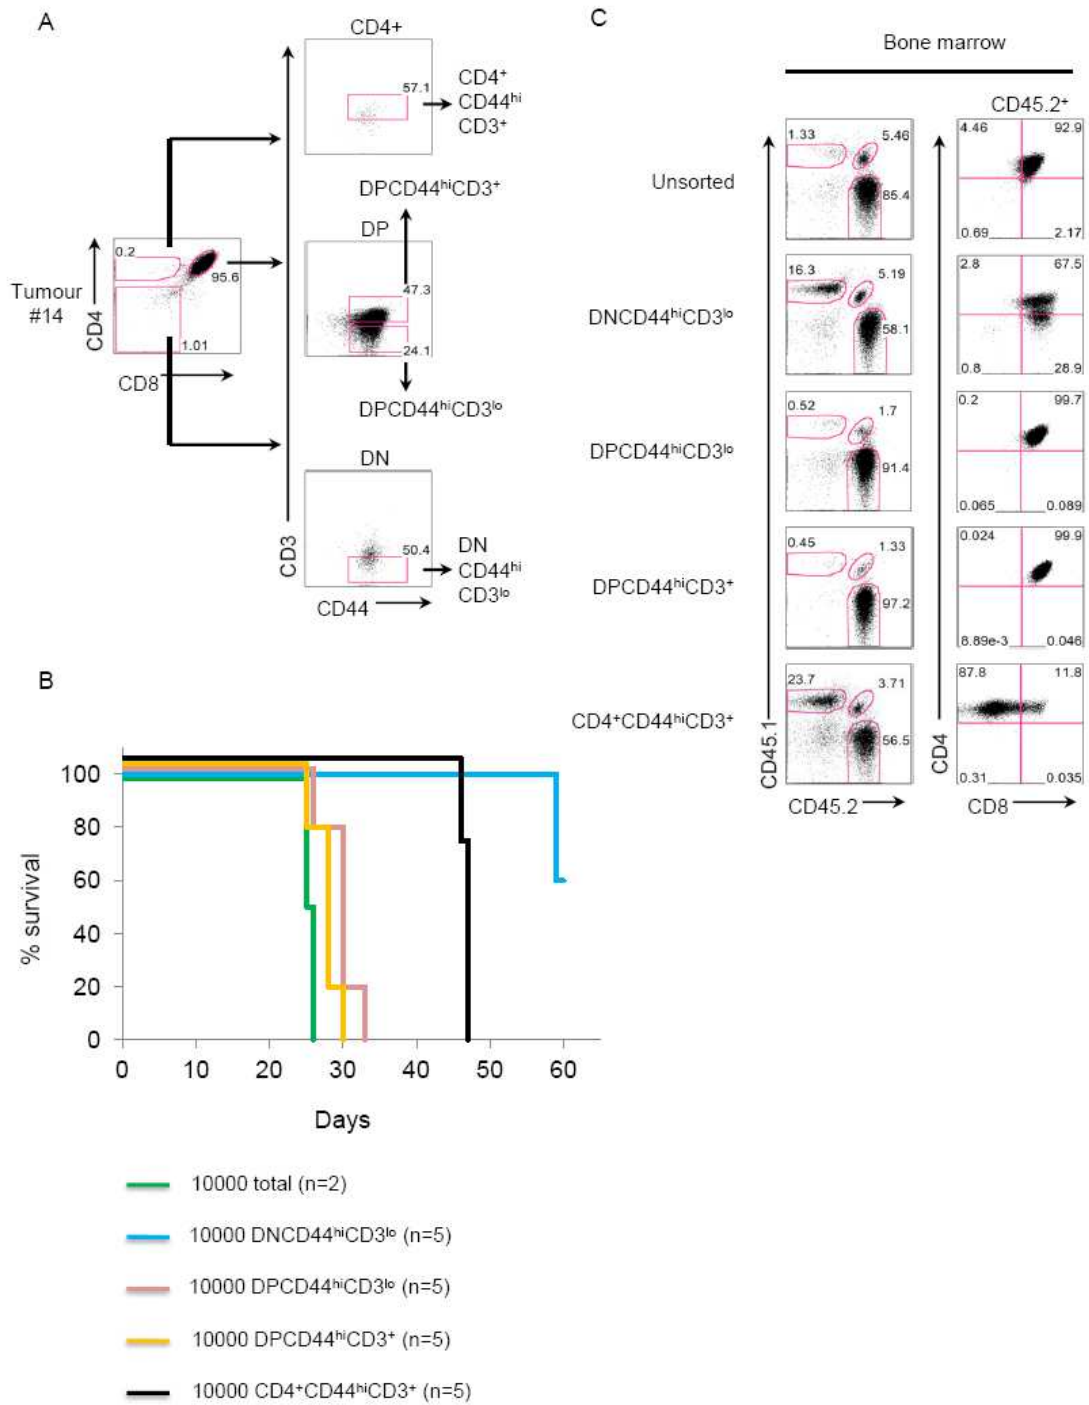 A
CD4+
57.1
CD4⁺
CD44ʰⁱ
CD3⁺
DPCD44ʰⁱCD3⁺
DP
0.2
95.6
Tumour
#14
CD4
1.01
CD8
47.3
24.1
DPCD44ʰⁱCD3ˡᵒ
DN
50.4
DN
CD44ʰⁱ
CD3ˡᵒ
CD3
CD44
B
100
80
60
40
20
0
% survival
0 10 20 30 40 50 60
Days
10000 total (n=2)
10000 DNCD44ʰⁱCD3ˡᵒ (n=5)
10000 DPCD44ʰⁱCD3ˡᵒ (n=5)
10000 DPCD44ʰⁱCD3⁺ (n=5)
10000 CD4⁺CD44ʰⁱCD3⁺ (n=5)
C
Bone marrow
CD45.2⁺
Unsorted
1.33 5.46
85.4
4.46 92.9
0.69 2.17
DNCD44ʰⁱCD3ˡᵒ
16.3 5.19
58.1
2.8 67.5
0.8 28.9
DPCD44ʰⁱCD3ˡᵒ
0.52 1.7
91.4
0.2 99.7
0.065 0.089
DPCD44ʰⁱCD3⁺
0.45 1.33
97.2
0.024 99.9
8.89e-3 0.046
CD4⁺CD44ʰⁱCD3⁺
23.7 3.71
56.5
87.8 11.8
0.31 0.035
CD45.1
CD45.2
CD4
CD8